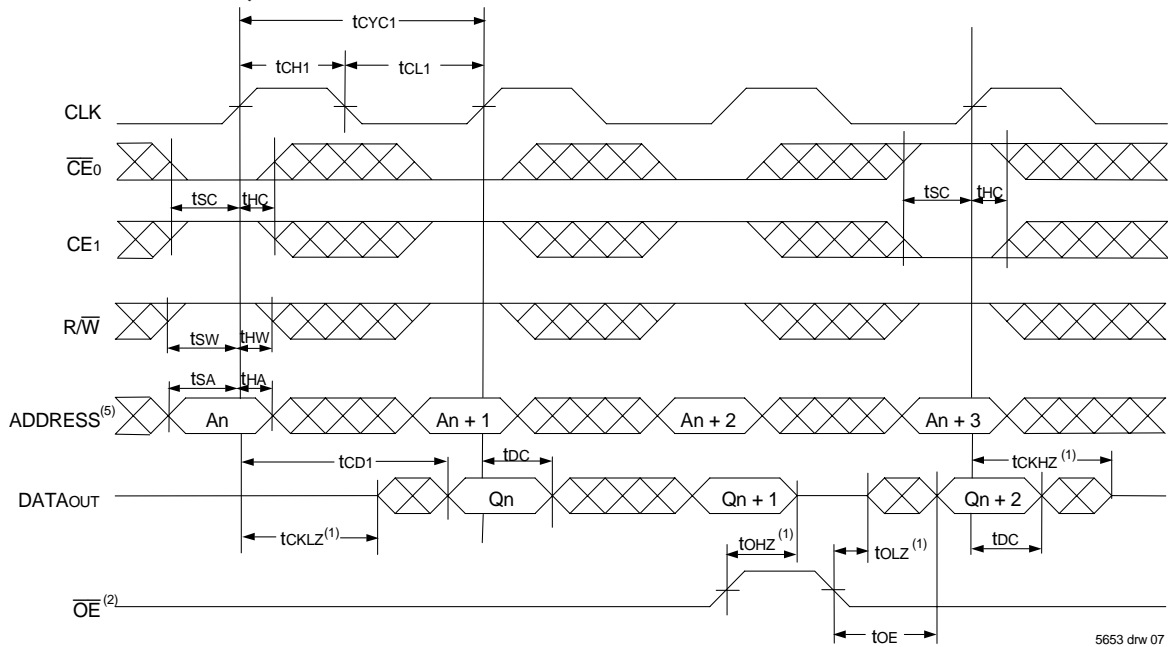 tCYC1
tCH1 tCL1
CLK
CE0
tSC tHC tSC tHC
CE1
R/W
tSW tHW
tSA tHA
ADDRESS(5) An An + 1 An + 2 An + 3
tCD1 tDC tCKHZ(1)
DATAOUT Qn Qn + 1 Qn + 2
tCKLZ(1) tOHZ(1) tOLZ(1) tDC
OE(2)
tOE
5653 drw 07